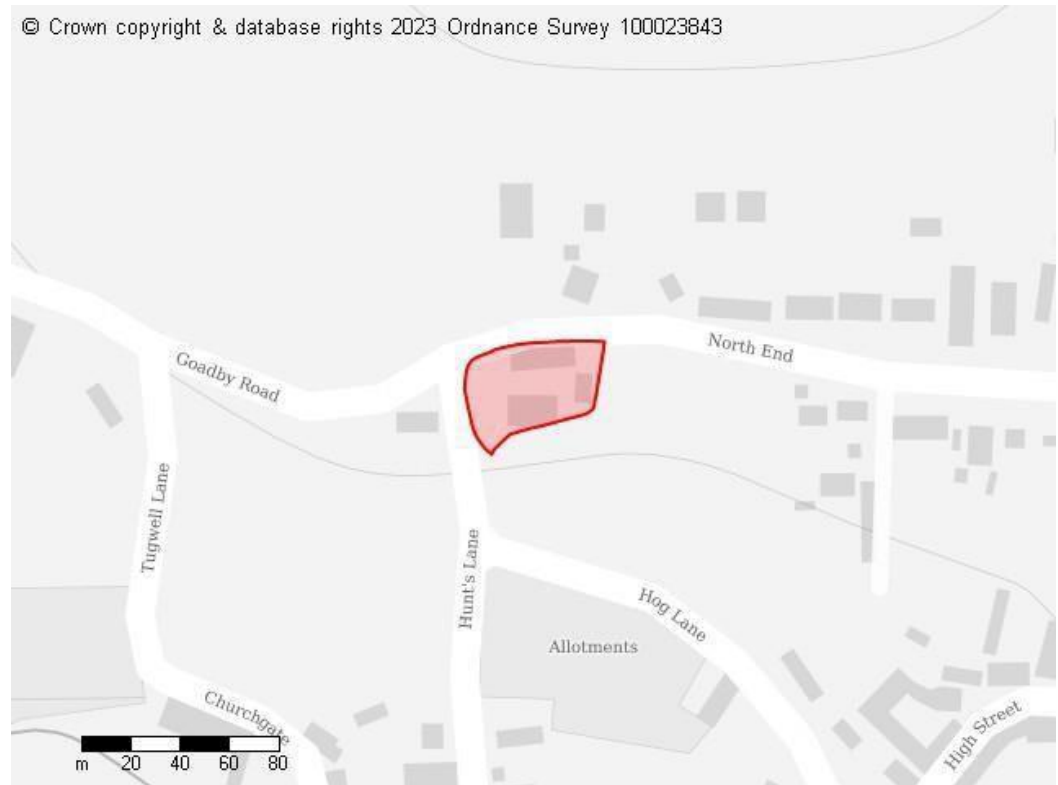 © Crown copyright & database rights 2023 Ordnance Survey 100023843
North End
Goadby Road
Tugwell Lane
Hunt's Lane
Hog Lane
Allotments
Churchgate
High Street
m 20 40 60 80